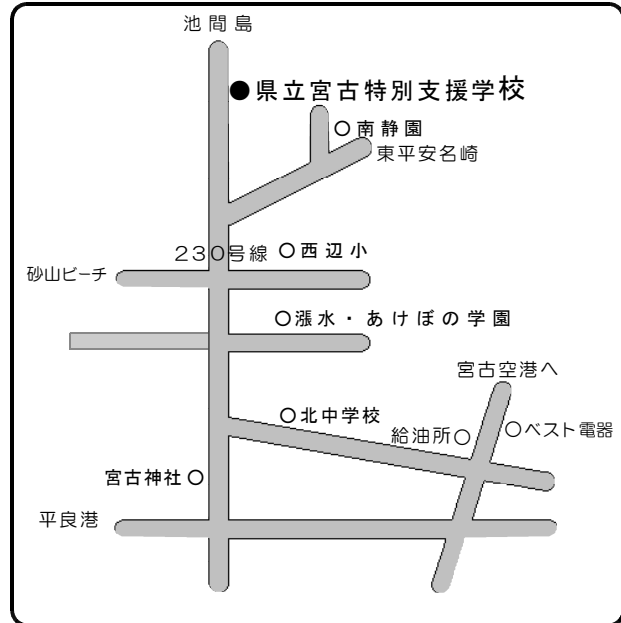 池間島
●県立宮古特別支援学校
○南静園
東平安名崎
230号線
○西辺小
砂山ビーチ
○漲水・あけぼの学園
宮古空港へ
○北中学校
給油所○
○ベスト電器
宮古神社○
平良港